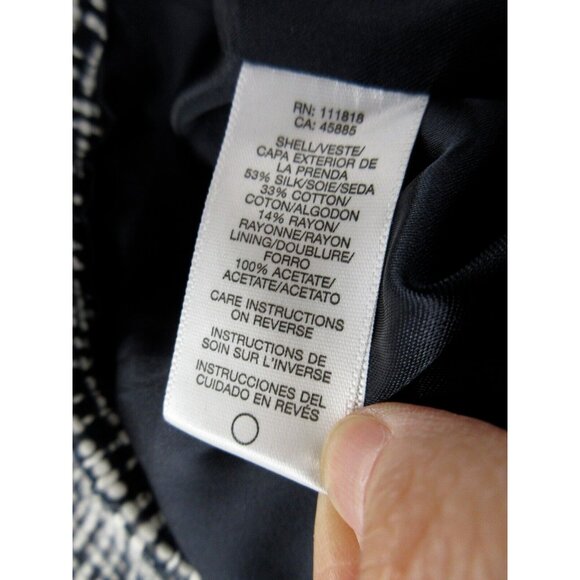 RN: 111818
CA: 45885
SHELL/VESTE/
CAPA EXTERIOR DE
LA PRENDA
53% SILK/SOIE/SEDA
33% COTTON/
COTON/ALGODON
14% RAYON/
RAYONNE/RAYON
LINING/DOUBLURE/
FORRO
100% ACETATE/
ACETATE/ACETATO
CARE INSTRUCTIONS
ON REVERSE
INSTRUCTIONS DE
SOIN SUR L'INVERSE
INSTRUCCIONES DEL
CUIDADO EN REVÉS